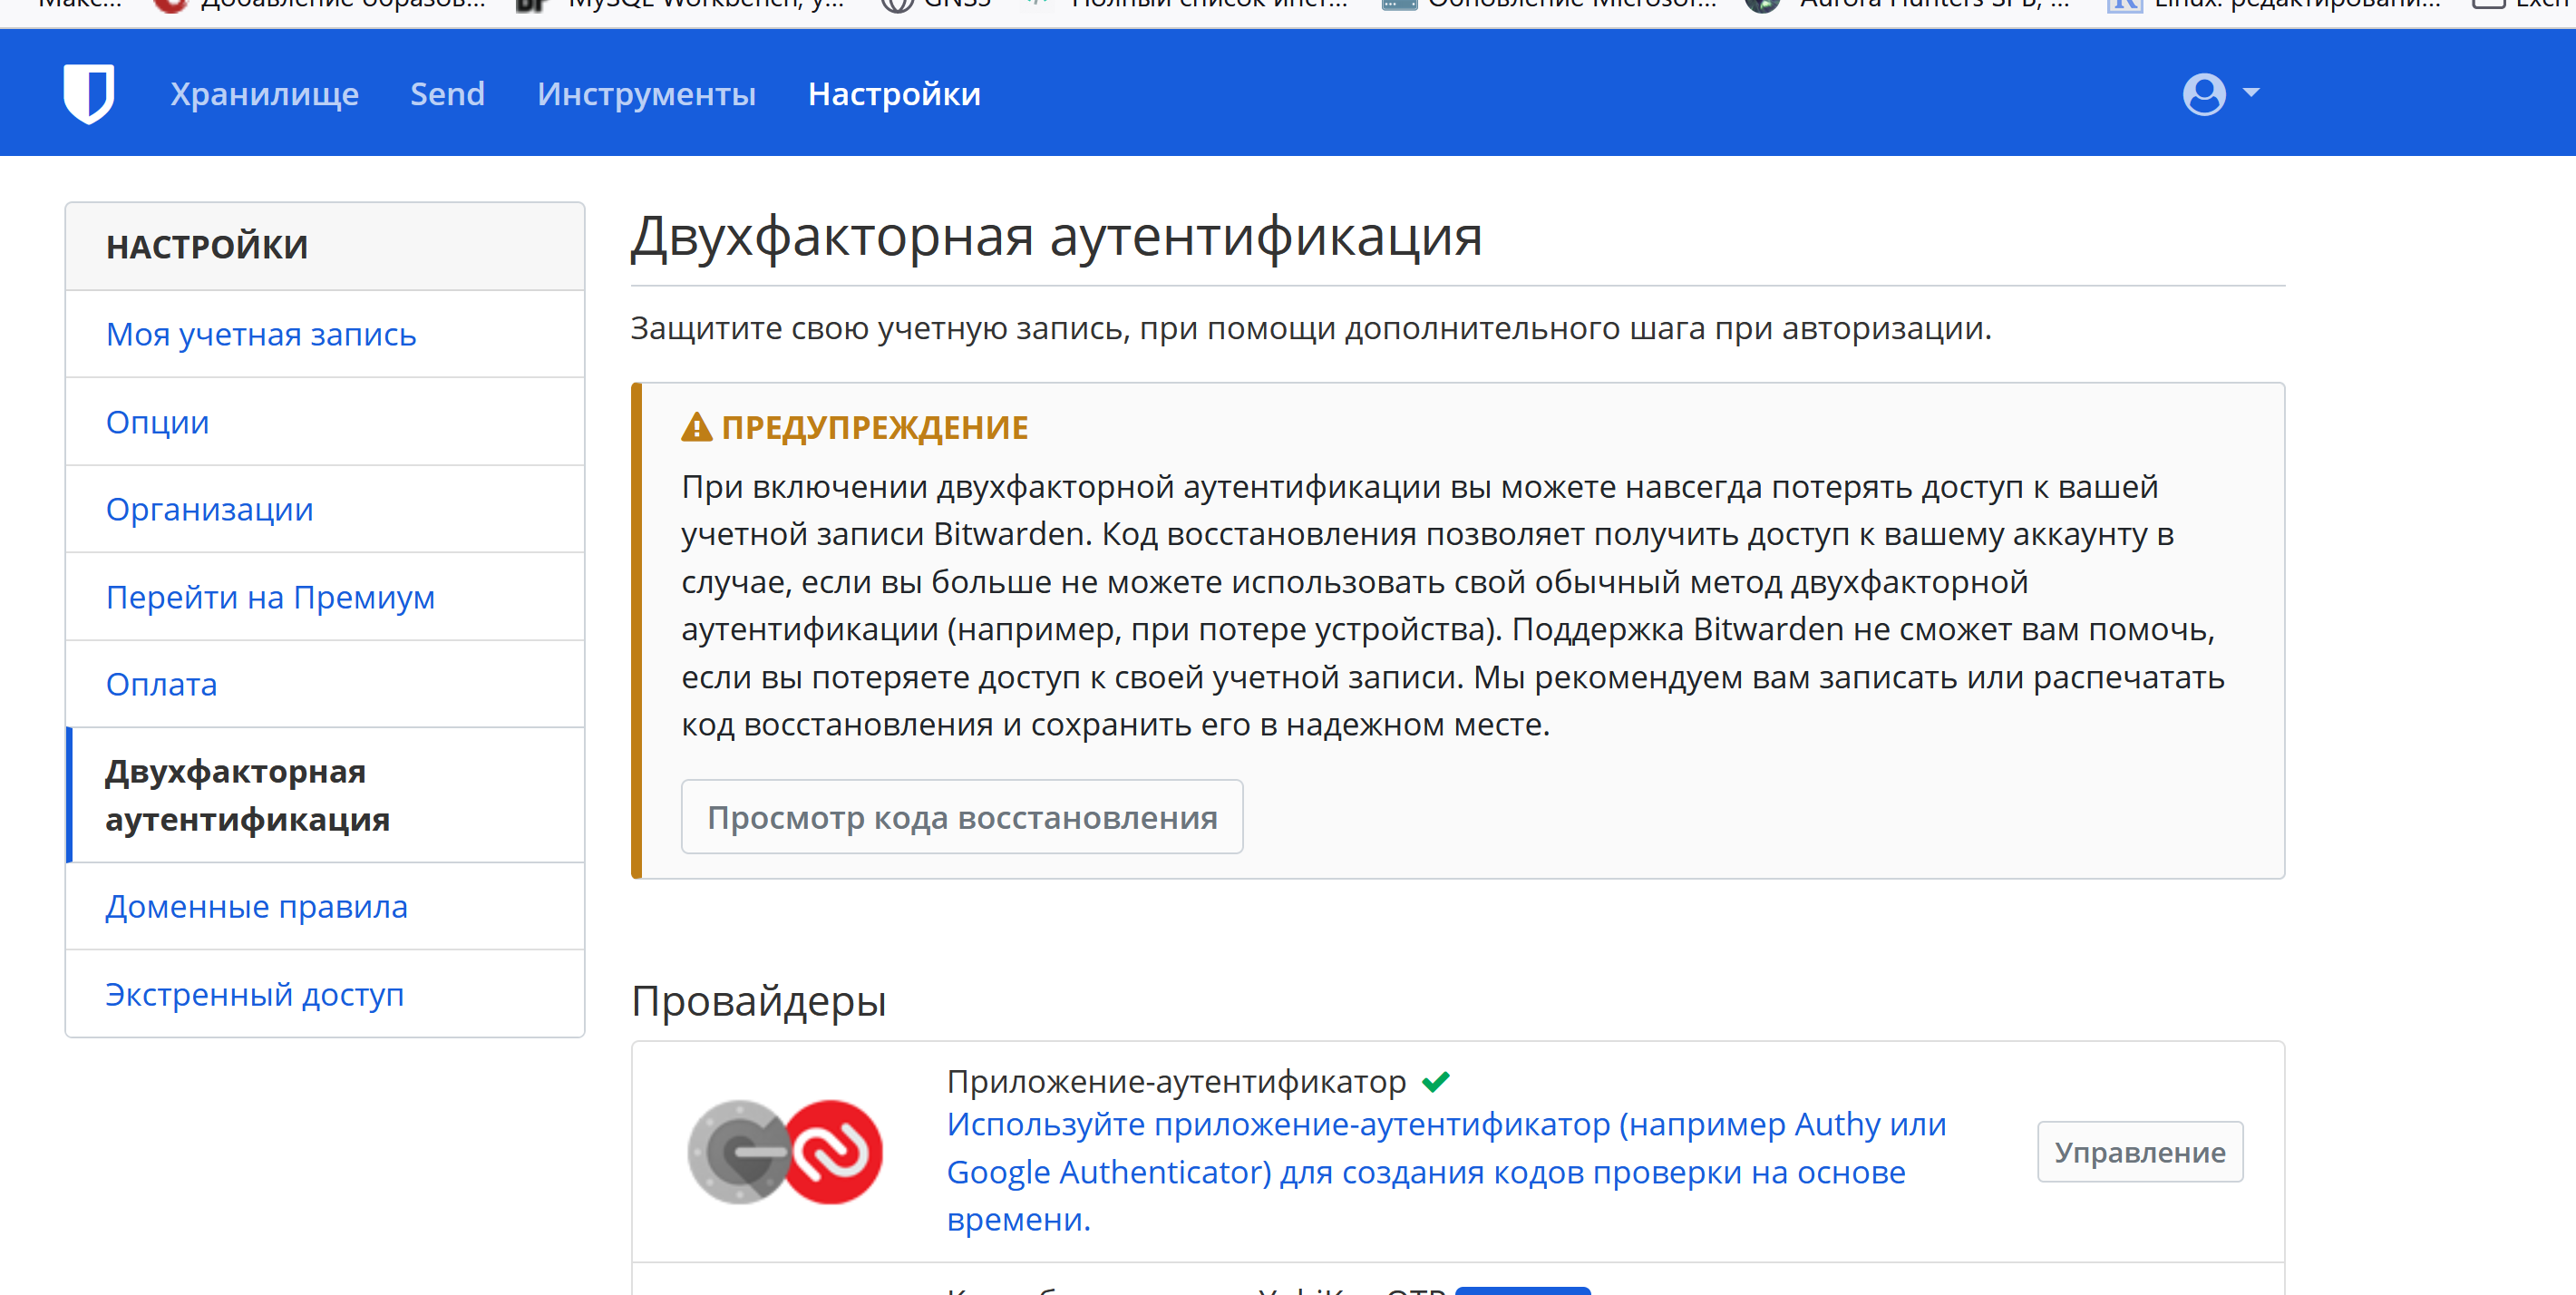 Добавление образов...
MySQL Workbench, у...
GNSS
Полный список инст...
Обновление Microsof...
Aurora Hunters SPB, ...
Linux: редактировани...
Хранилище
Send
Инструменты
Настройки
НАСТРОЙКИ
Моя учетная запись
Опции
Организации
Перейти на Премиум
Оплата
Двухфакторная
аутентификация
Доменные правила
Экстренный доступ
Двухфакторная аутентификация
Защитите свою учетную запись, при помощи дополнительного шага при авторизации.
ПРЕДУПРЕЖДЕНИЕ
При включении двухфакторной аутентификации вы можете навсегда потерять доступ к вашей
учетной записи Bitwarden. Код восстановления позволяет получить доступ к вашему аккаунту в
случае, если вы больше не можете использовать свой обычный метод двухфакторной
аутентификации (например, при потере устройства). Поддержка Bitwarden не сможет вам помочь,
если вы потеряете доступ к своей учетной записи. Мы рекомендуем вам записать или распечатать
код восстановления и сохранить его в надежном месте.
Просмотр кода восстановления
Провайдеры
Приложение-аутентификатор
Используйте приложение-аутентификатор (например Authy или
Google Authenticator) для создания кодов проверки на основе
времени.
Управление